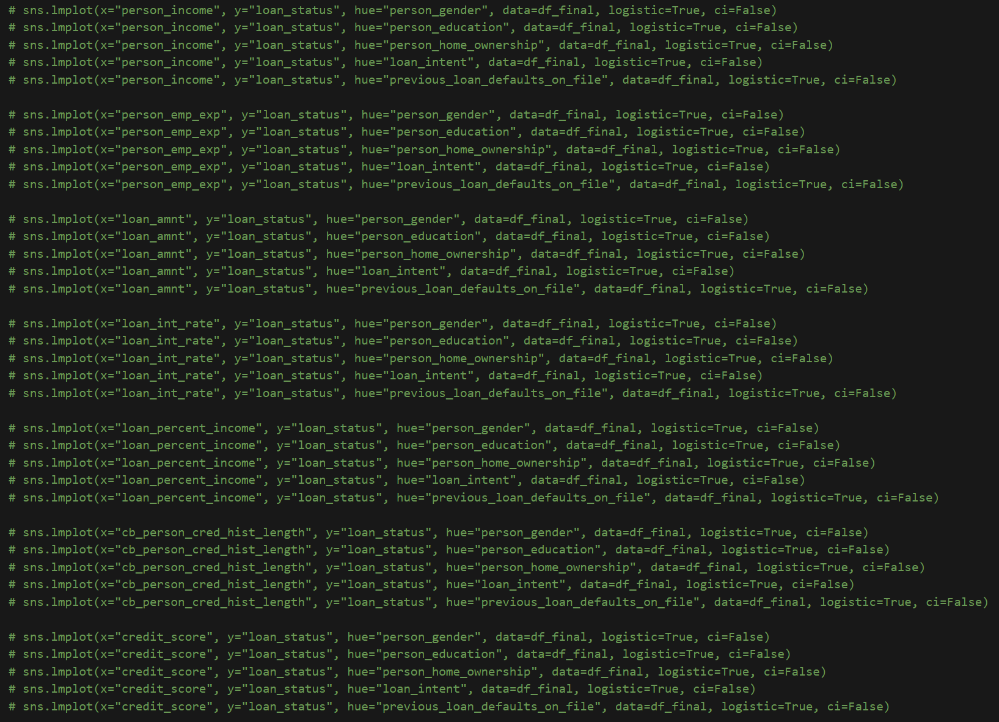 # sns.lmplot(x="person_income", y="loan_status", hue="person_gender", data=df_final, logistic=True, ci=False)
# sns.lmplot(x="person_income", y="loan_status", hue="person_education", data=df_final, logistic=True, ci=False)
# sns.lmplot(x="person_income", y="loan_status", hue="person_home_ownership", data=df_final, logistic=True, ci=False)
# sns.lmplot(x="person_income", y="loan_status", hue="loan_intent", data=df_final, logistic=True, ci=False)
# sns.lmplot(x="person_income", y="loan_status", hue="previous_loan_defaults_on_file", data=df_final, logistic=True, ci=False)

# sns.lmplot(x="person_emp_exp", y="loan_status", hue="person_gender", data=df_final, logistic=True, ci=False)
# sns.lmplot(x="person_emp_exp", y="loan_status", hue="person_education", data=df_final, logistic=True, ci=False)
# sns.lmplot(x="person_emp_exp", y="loan_status", hue="person_home_ownership", data=df_final, logistic=True, ci=False)
# sns.lmplot(x="person_emp_exp", y="loan_status", hue="loan_intent", data=df_final, logistic=True, ci=False)
# sns.lmplot(x="person_emp_exp", y="loan_status", hue="previous_loan_defaults_on_file", data=df_final, logistic=True, ci=False)

# sns.lmplot(x="loan_amnt", y="loan_status", hue="person_gender", data=df_final, logistic=True, ci=False)
# sns.lmplot(x="loan_amnt", y="loan_status", hue="person_education", data=df_final, logistic=True, ci=False)
# sns.lmplot(x="loan_amnt", y="loan_status", hue="person_home_ownership", data=df_final, logistic=True, ci=False)
# sns.lmplot(x="loan_amnt", y="loan_status", hue="loan_intent", data=df_final, logistic=True, ci=False)
# sns.lmplot(x="loan_amnt", y="loan_status", hue="previous_loan_defaults_on_file", data=df_final, logistic=True, ci=False)

# sns.lmplot(x="loan_int_rate", y="loan_status", hue="person_gender", data=df_final, logistic=True, ci=False)
# sns.lmplot(x="loan_int_rate", y="loan_status", hue="person_education", data=df_final, logistic=True, ci=False)
# sns.lmplot(x="loan_int_rate", y="loan_status", hue="person_home_ownership", data=df_final, logistic=True, ci=False)
# sns.lmplot(x="loan_int_rate", y="loan_status", hue="loan_intent", data=df_final, logistic=True, ci=False)
# sns.lmplot(x="loan_int_rate", y="loan_status", hue="previous_loan_defaults_on_file", data=df_final, logistic=True, ci=False)

# sns.lmplot(x="loan_percent_income", y="loan_status", hue="person_gender", data=df_final, logistic=True, ci=False)
# sns.lmplot(x="loan_percent_income", y="loan_status", hue="person_education", data=df_final, logistic=True, ci=False)
# sns.lmplot(x="loan_percent_income", y="loan_status", hue="person_home_ownership", data=df_final, logistic=True, ci=False)
# sns.lmplot(x="loan_percent_income", y="loan_status", hue="loan_intent", data=df_final, logistic=True, ci=False)
# sns.lmplot(x="loan_percent_income", y="loan_status", hue="previous_loan_defaults_on_file", data=df_final, logistic=True, ci=False)

# sns.lmplot(x="cb_person_cred_hist_length", y="loan_status", hue="person_gender", data=df_final, logistic=True, ci=False)
# sns.lmplot(x="cb_person_cred_hist_length", y="loan_status", hue="person_education", data=df_final, logistic=True, ci=False)
# sns.lmplot(x="cb_person_cred_hist_length", y="loan_status", hue="person_home_ownership", data=df_final, logistic=True, ci=False)
# sns.lmplot(x="cb_person_cred_hist_length", y="loan_status", hue="loan_intent", data=df_final, logistic=True, ci=False)
# sns.lmplot(x="cb_person_cred_hist_length", y="loan_status", hue="previous_loan_defaults_on_file", data=df_final, logistic=True, ci=False)

# sns.lmplot(x="credit_score", y="loan_status", hue="person_gender", data=df_final, logistic=True, ci=False)
# sns.lmplot(x="credit_score", y="loan_status", hue="person_education", data=df_final, logistic=True, ci=False)
# sns.lmplot(x="credit_score", y="loan_status", hue="person_home_ownership", data=df_final, logistic=True, ci=False)
# sns.lmplot(x="credit_score", y="loan_status", hue="loan_intent", data=df_final, logistic=True, ci=False)
# sns.lmplot(x="credit_score", y="loan_status", hue="previous_loan_defaults_on_file", data=df_final, logistic=True, ci=False)